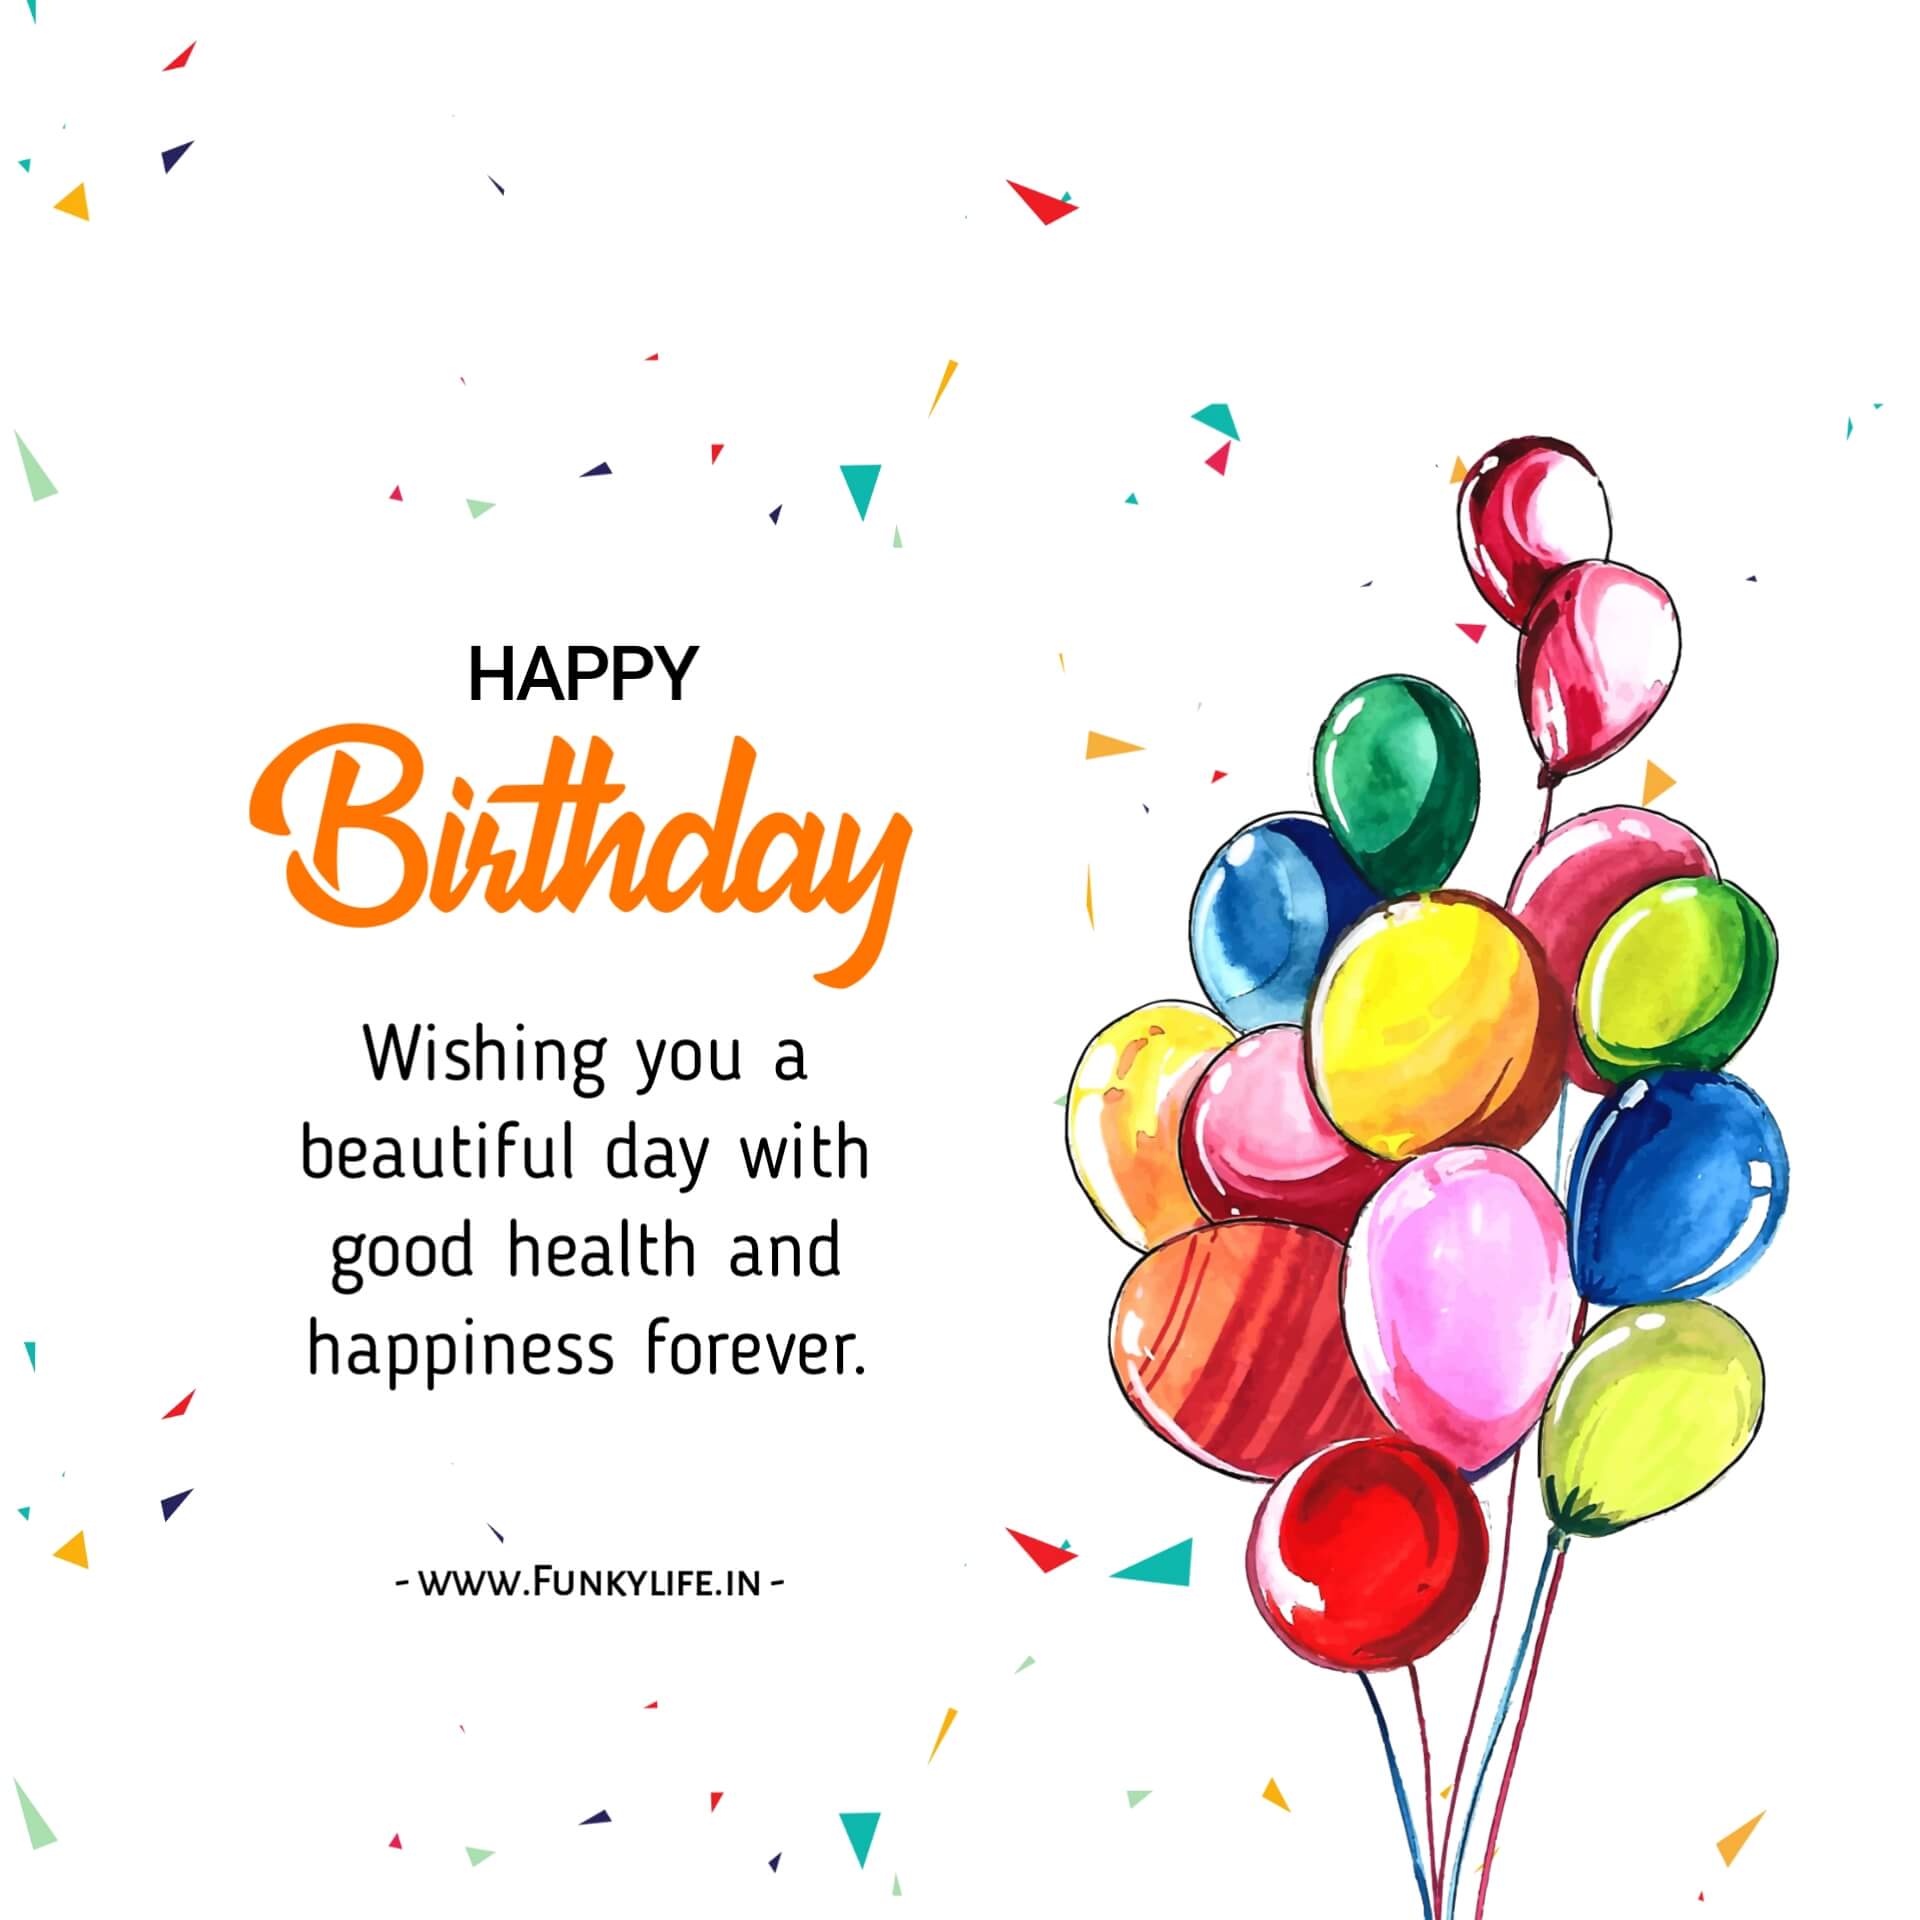 HAPPY
Birthday
Wishing you a
beautiful day with
good health and
happiness forever.
- www.Funkylife.in -